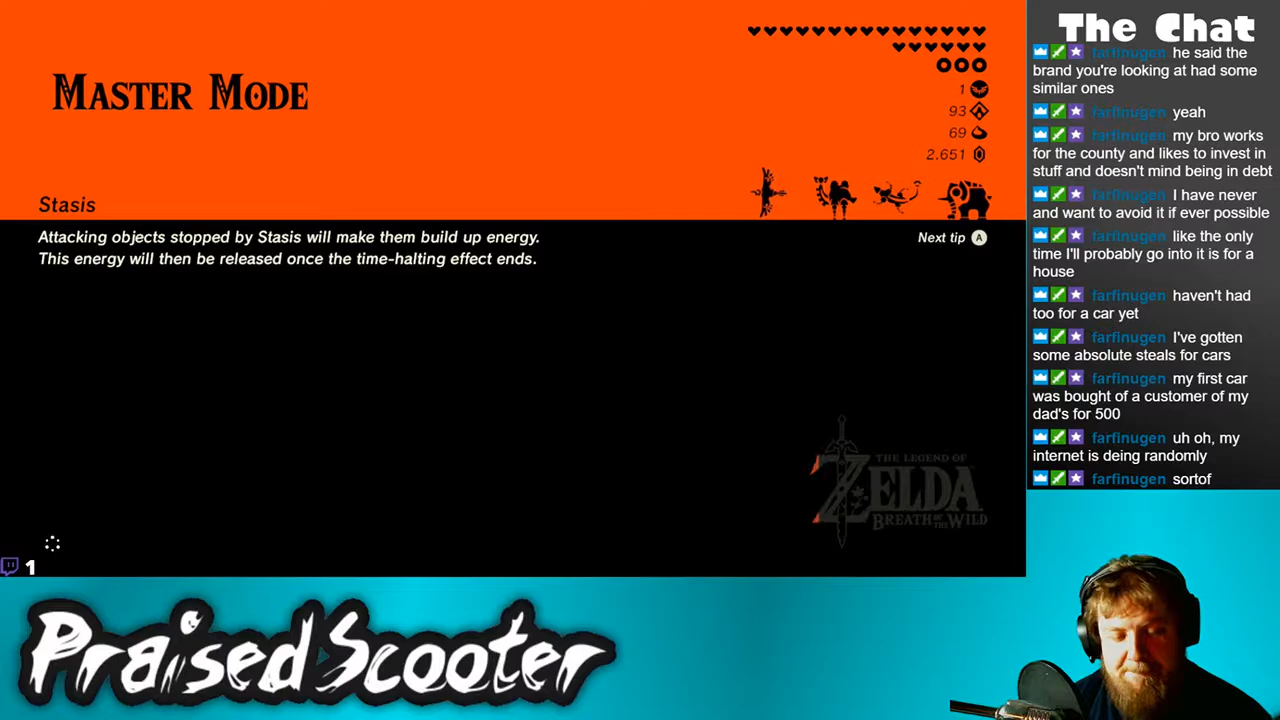 Master Mode
1
93
69
2.651
Stasis
Attacking objects stopped by Stasis will make them build up energy.
This energy will then be released once the time-halting effect ends.
Next tip A
THE LEGEND OF
ZELDA
BREATH OF THE WILD
1
PraisedScooter
The Chat
farfinugen he said the
brand you're looking at had some
similar ones
farfinugen yeah
farfinugen my bro works
for the county and likes to invest in
stuff and doesn't mind being in debt
farfinugen I have never
and want to avoid it if ever possible
farfinugen like the only
time I'll probably go into it is for a
house
farfinugen haven't had
too for a car yet
farfinugen I've gotten
some absolute steals for cars
farfinugen my first car
was bought of a customer of my
dad's for 500
farfinugen uh oh, my
internet is deing randomly
farfinugen sortof